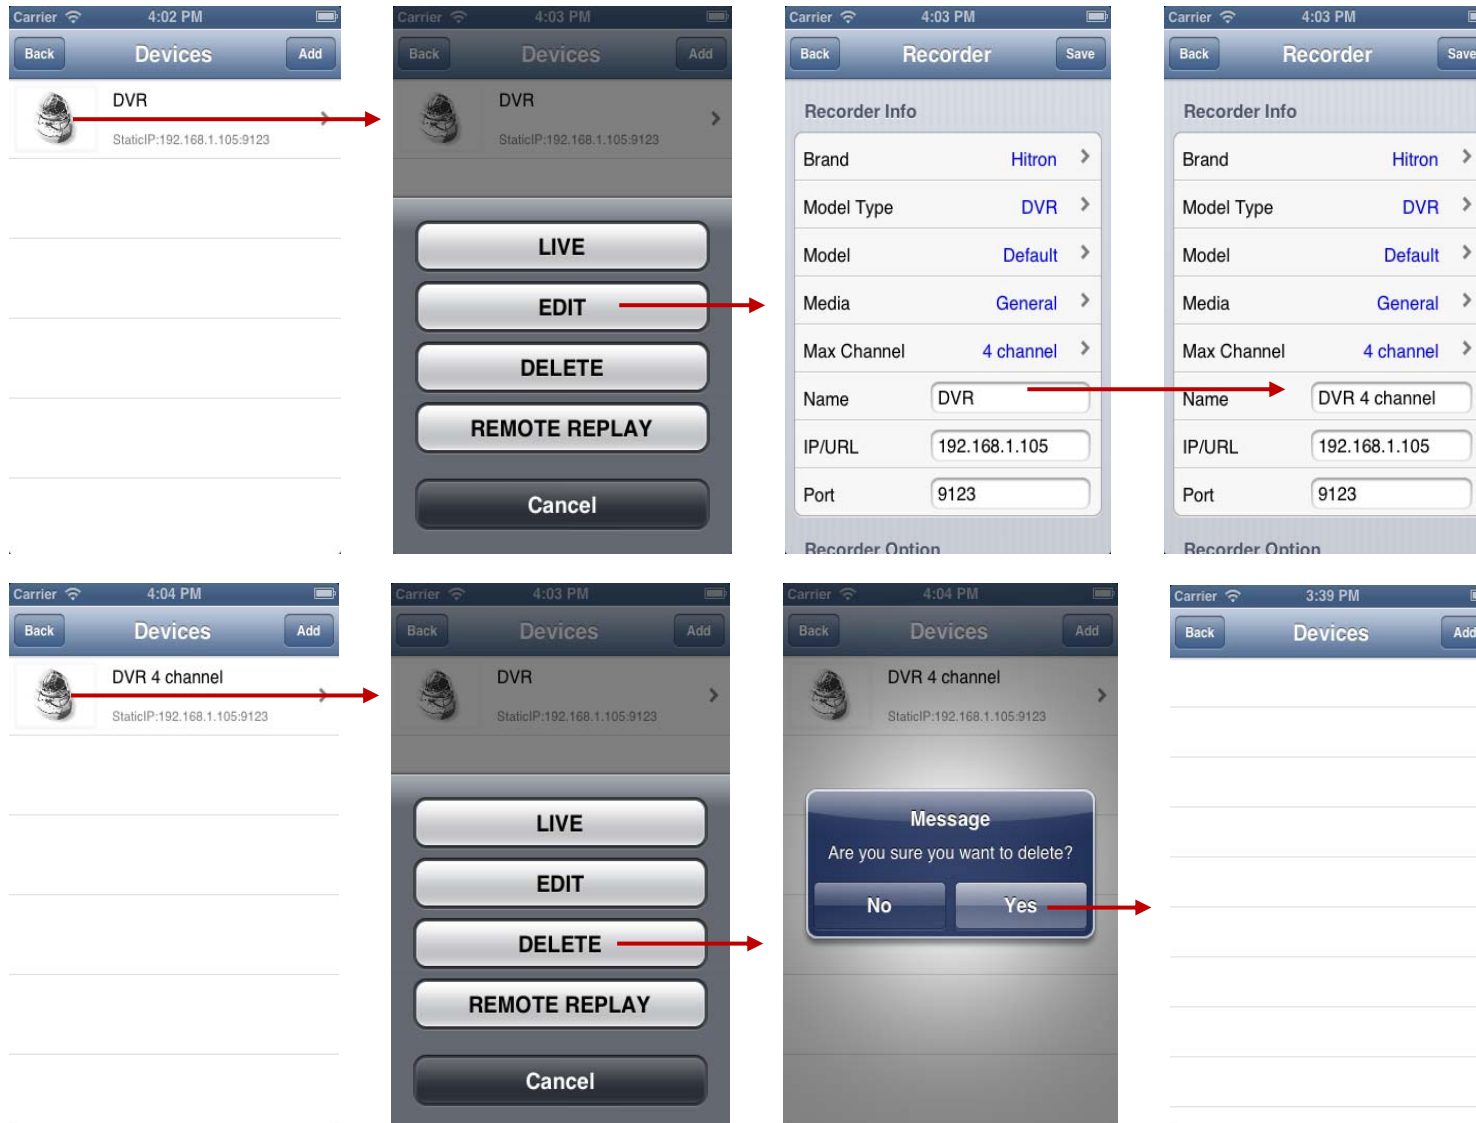 Carrier 4:02 PM
Back Devices Add
DVR
StaticIP:192.168.1.105:9123
Carrier 4:03 PM
Back Devices Add
DVR
StaticIP:192.168.1.105:9123
LIVE
EDIT
DELETE
REMOTE REPLAY
Cancel
Carrier 4:03 PM
Back Recorder Save
Recorder Info
Brand Hitron
Model Type DVR
Model Default
Media General
Max Channel 4 channel
Name DVR
IP/URL 192.168.1.105
Port 9123
Recorder Option
Carrier 4:03 PM
Back Recorder Save
Recorder Info
Brand Hitron
Model Type DVR
Model Default
Media General
Max Channel 4 channel
Name DVR 4 channel
IP/URL 192.168.1.105
Port 9123
Recorder Option
Carrier 4:04 PM
Back Devices Add
DVR 4 channel
StaticIP:192.168.1.105:9123
Carrier 4:03 PM
Back Devices Add
DVR
StaticIP:192.168.1.105:9123
LIVE
EDIT
DELETE
REMOTE REPLAY
Cancel
Carrier 4:04 PM
Back Devices Add
DVR 4 channel
StaticIP:192.168.1.105:9123
Message
Are you sure you want to delete?
No Yes
Carrier 3:39 PM
Back Devices Add